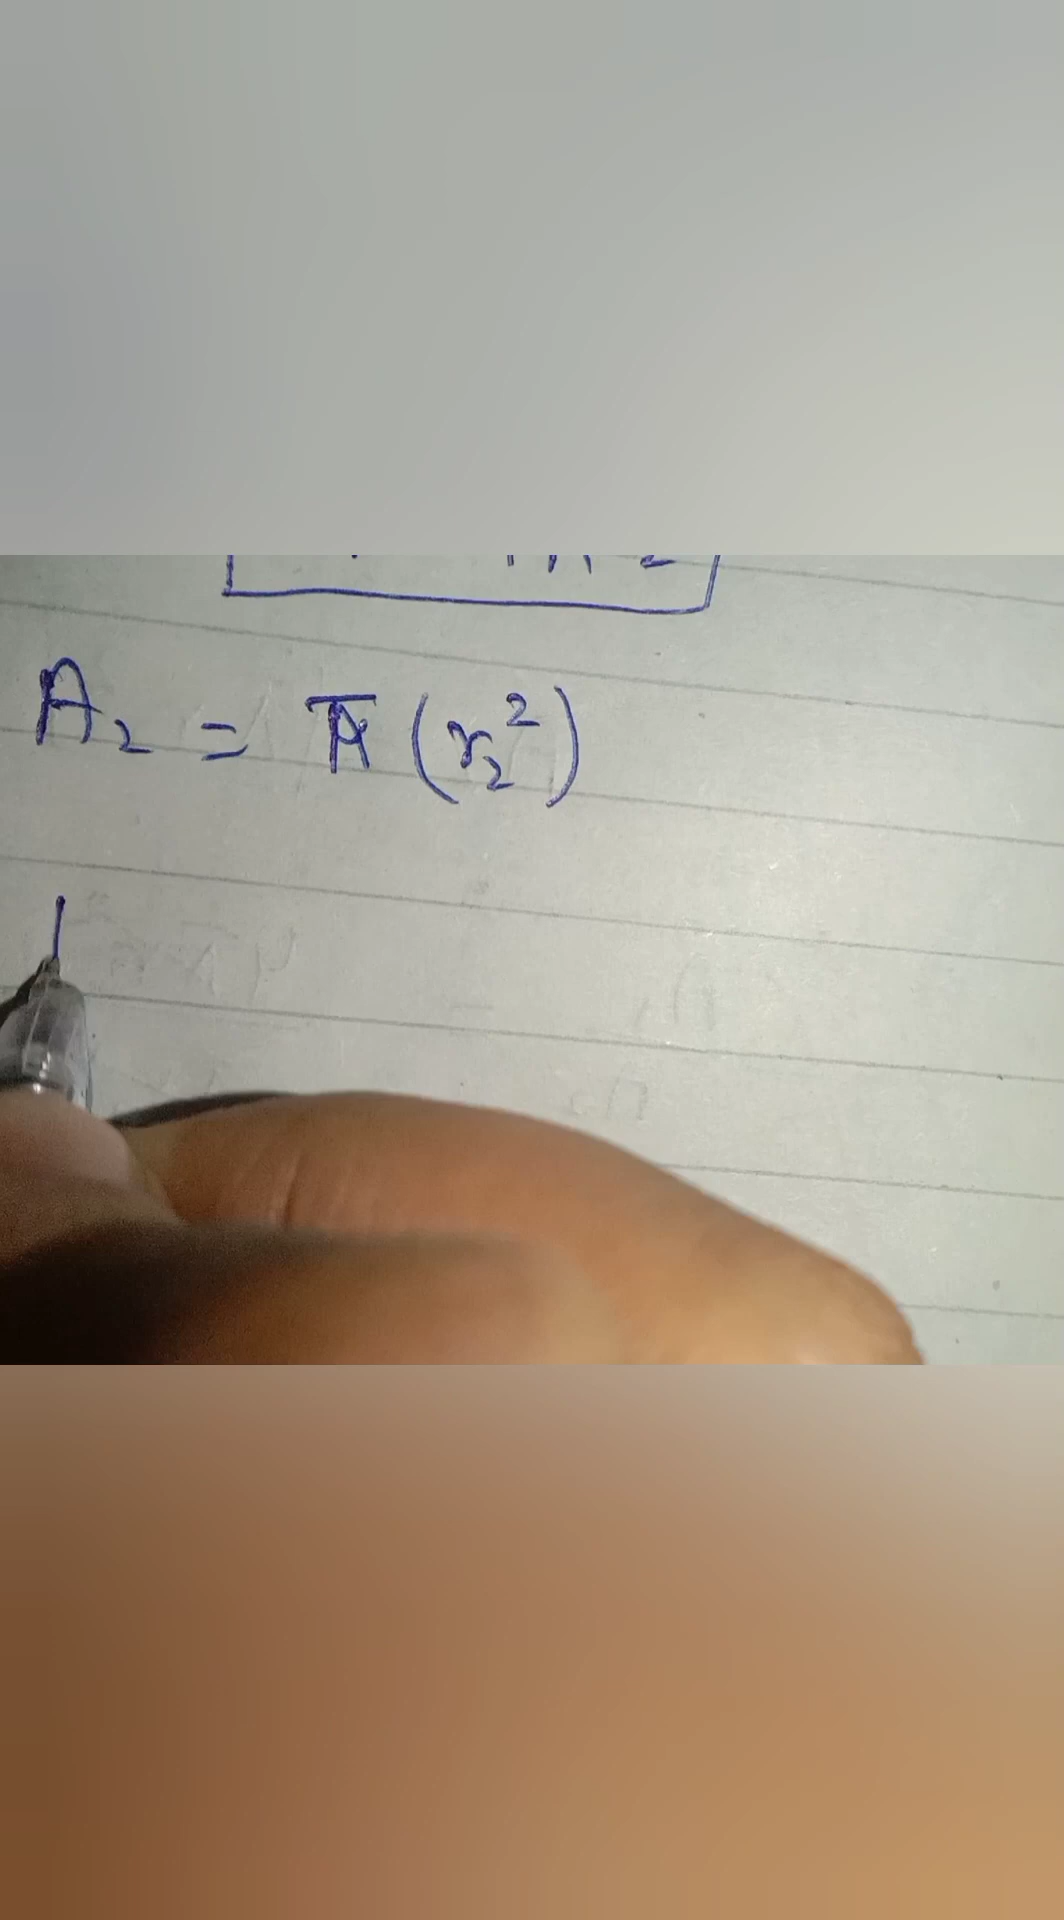 A₂ = π (r₂²)